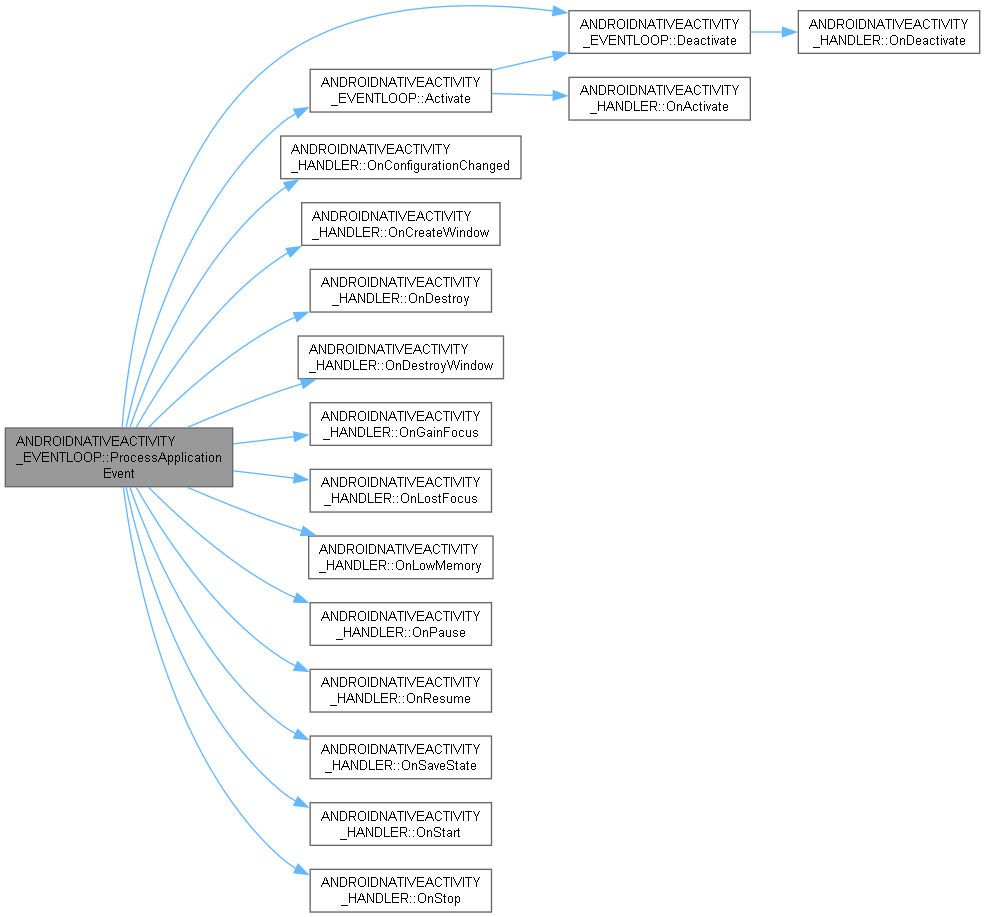 ANDROIDNATIVEACTIVITY
_EVENTLOOP::ProcessApplication
Event
ANDROIDNATIVEACTIVITY
_EVENTLOOP::Deactivate
ANDROIDNATIVEACTIVITY
_HANDLER::OnDeactivate
ANDROIDNATIVEACTIVITY
_EVENTLOOP::Activate
ANDROIDNATIVEACTIVITY
_HANDLER::OnActivate
ANDROIDNATIVEACTIVITY
_HANDLER::OnConfigurationChanged
ANDROIDNATIVEACTIVITY
_HANDLER::OnCreateWindow
ANDROIDNATIVEACTIVITY
_HANDLER::OnDestroy
ANDROIDNATIVEACTIVITY
_HANDLER::OnDestroyWindow
ANDROIDNATIVEACTIVITY
_HANDLER::OnGainFocus
ANDROIDNATIVEACTIVITY
_HANDLER::OnLostFocus
ANDROIDNATIVEACTIVITY
_HANDLER::OnLowMemory
ANDROIDNATIVEACTIVITY
_HANDLER::OnPause
ANDROIDNATIVEACTIVITY
_HANDLER::OnResume
ANDROIDNATIVEACTIVITY
_HANDLER::OnSaveState
ANDROIDNATIVEACTIVITY
_HANDLER::OnStart
ANDROIDNATIVEACTIVITY
_HANDLER::OnStop